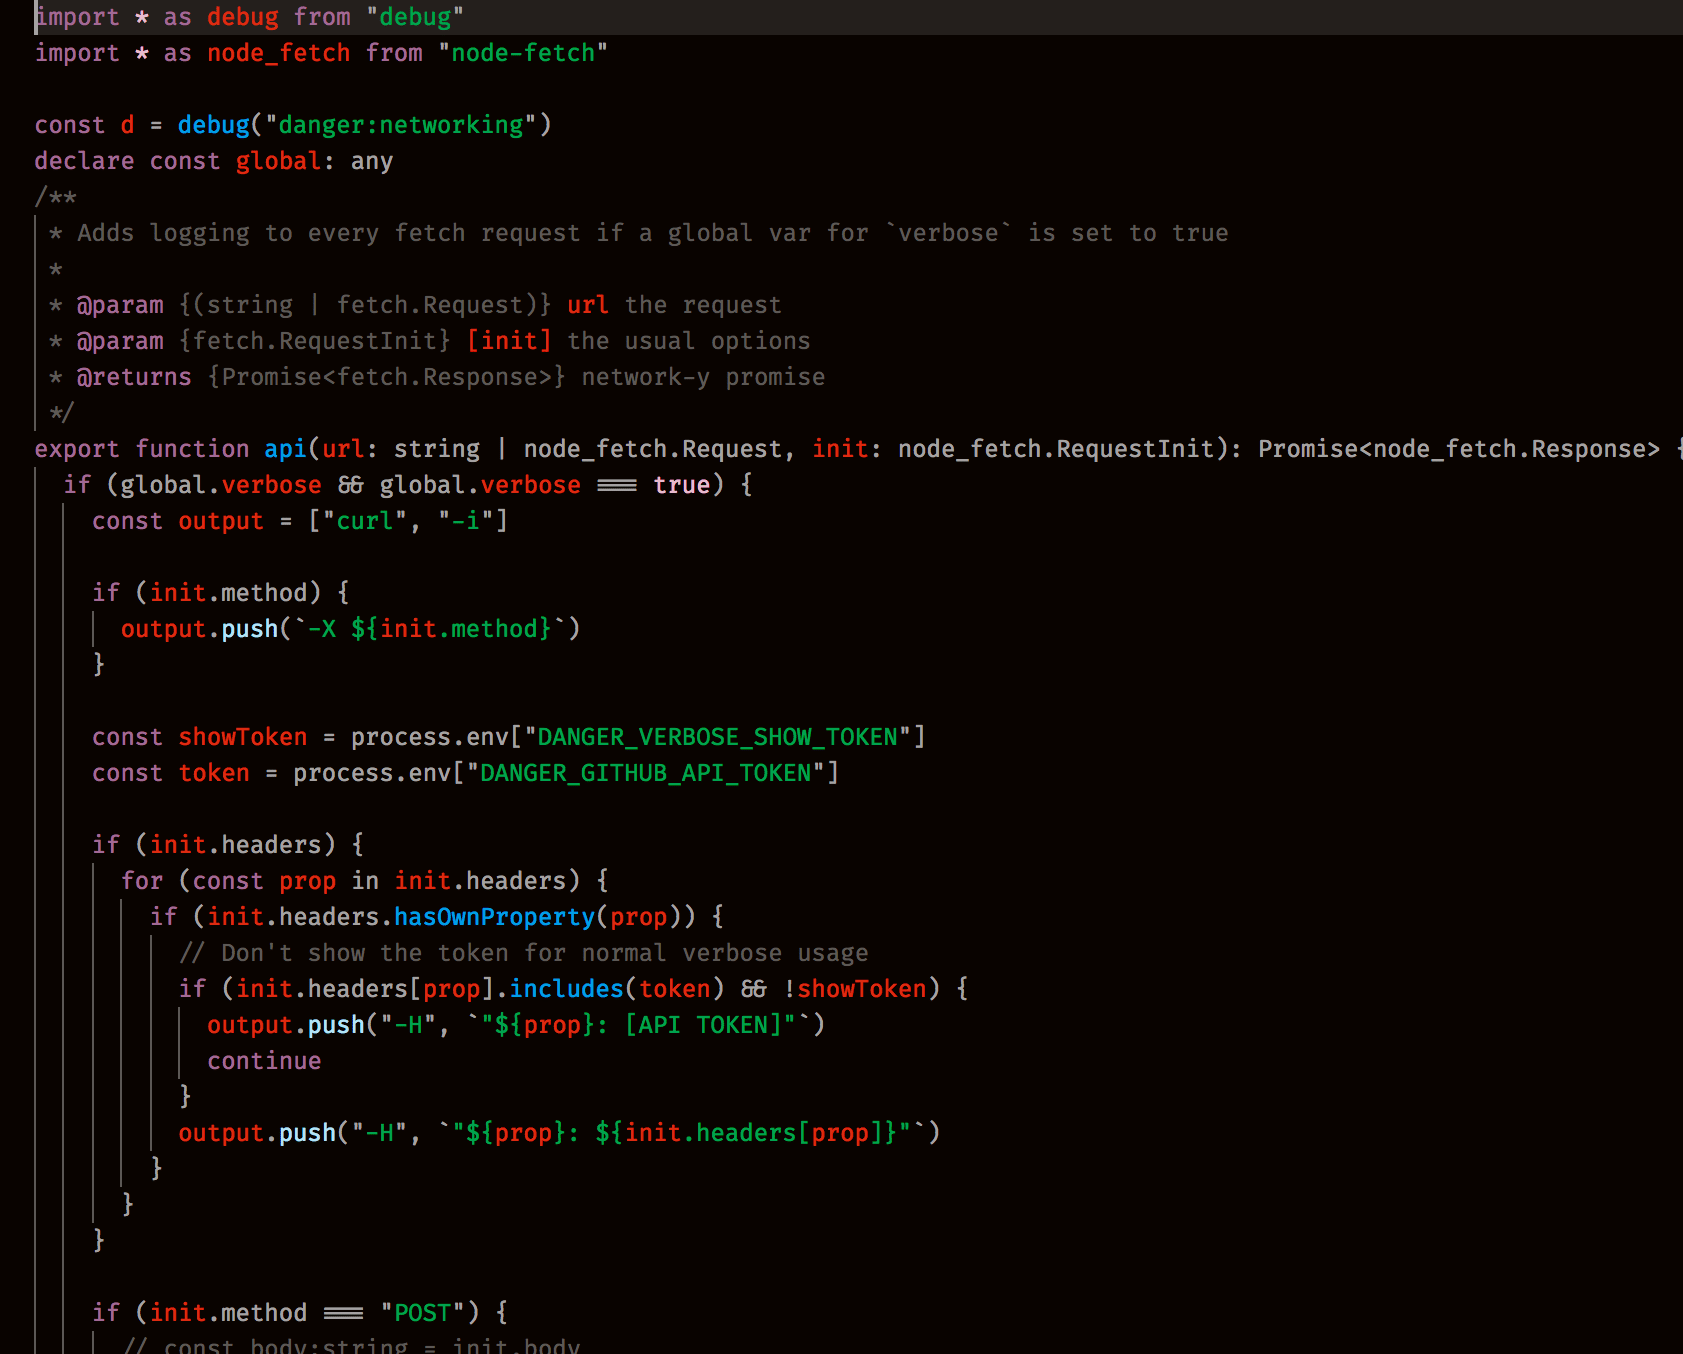 import * as debug from "debug"
import * as node_fetch from "node-fetch"

const d = debug("danger:networking")
declare const global: any
/**
 * Adds logging to every fetch request if a global var for `verbose` is set to true
 *
 * @param {(string | fetch.Request)} url the request
 * @param {fetch.RequestInit} [init] the usual options
 * @returns {Promise<fetch.Response>} network-y promise
 */
export function api(url: string | node_fetch.Request, init: node_fetch.RequestInit): Promise<node_fetch.Response> {
  if (global.verbose && global.verbose === true) {
    const output = ["curl", "-i"]

    if (init.method) {
      output.push(`-X ${init.method}`)
    }

    const showToken = process.env["DANGER_VERBOSE_SHOW_TOKEN"]
    const token = process.env["DANGER_GITHUB_API_TOKEN"]

    if (init.headers) {
      for (const prop in init.headers) {
        if (init.headers.hasOwnProperty(prop)) {
          // Don't show the token for normal verbose usage
          if (init.headers[prop].includes(token) && !showToken) {
            output.push("-H", `"${prop}: [API TOKEN]"`)
            continue
          }
          output.push("-H", `"${prop}: ${init.headers[prop]}"`)
        }
      }
    }

    if (init.method === "POST") {
      // const body:string = init.body